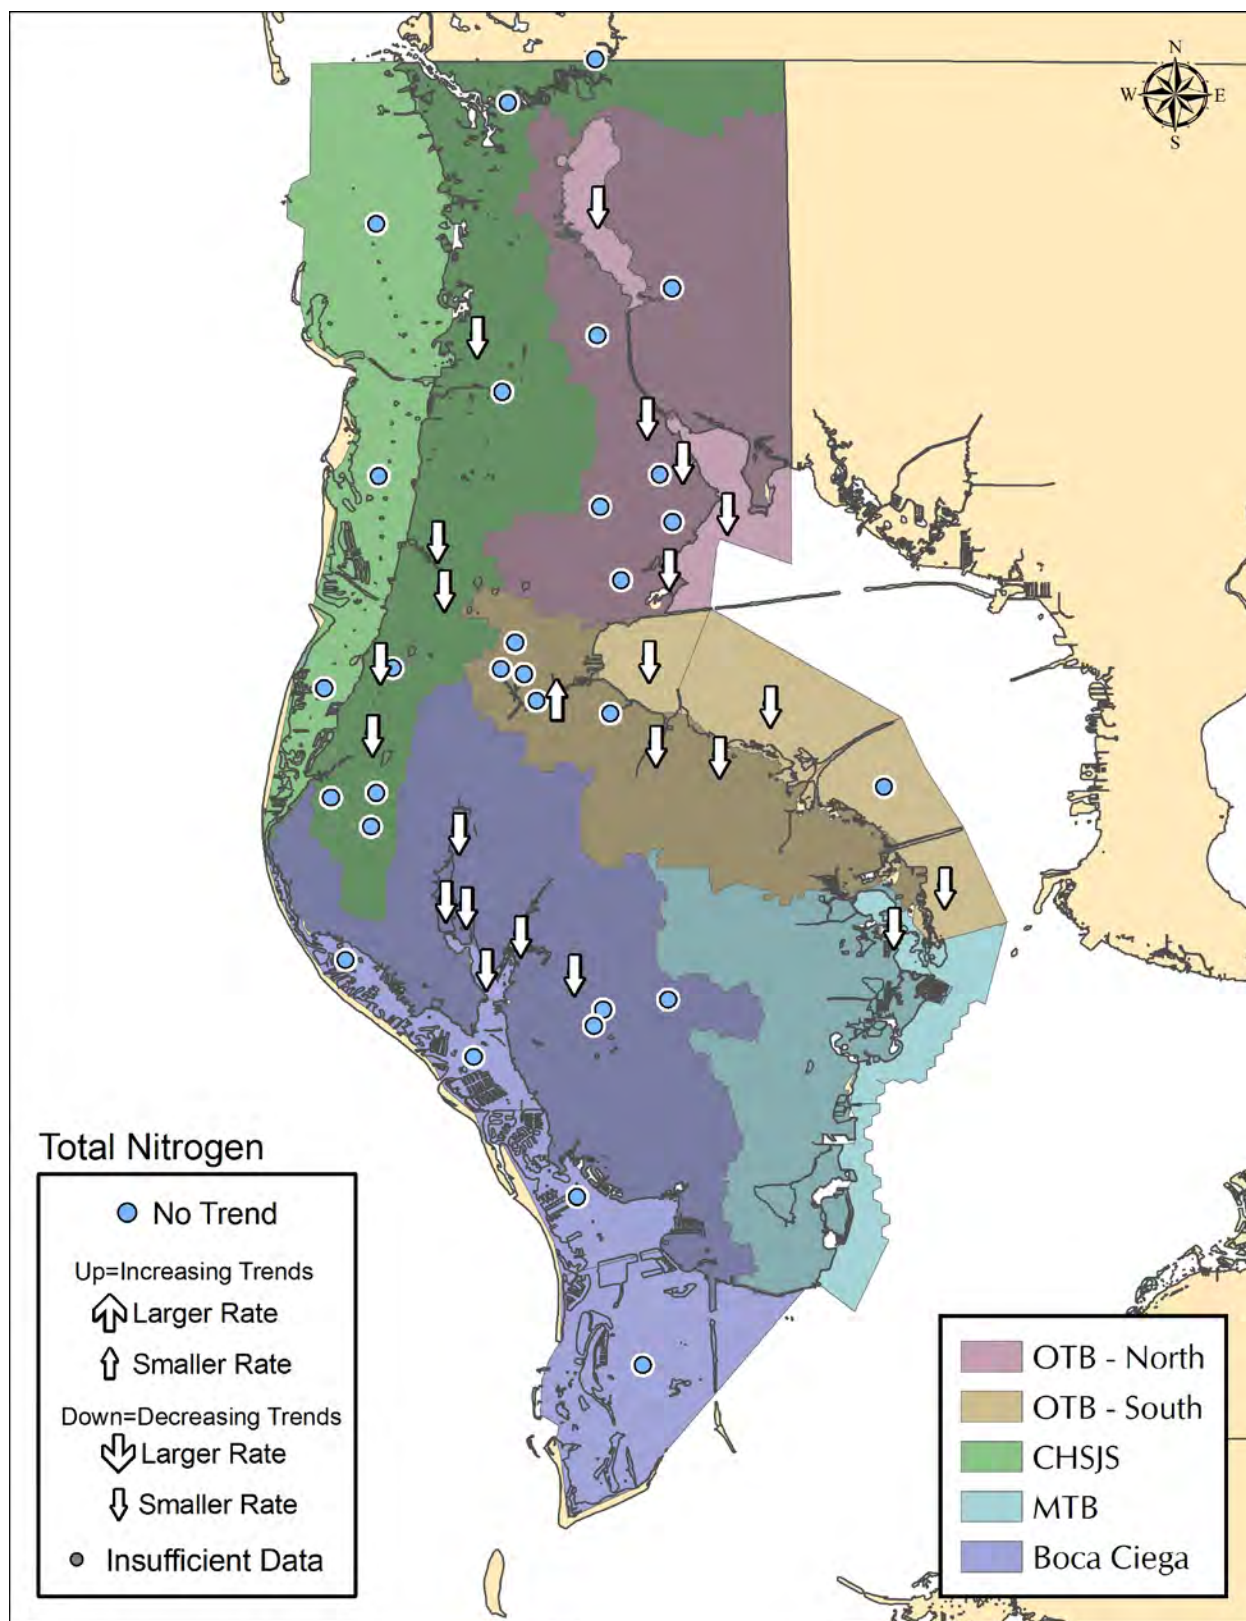 N
W E
S
Total Nitrogen
No Trend
Up=Increasing Trends
Larger Rate
Smaller Rate
Down=Decreasing Trends
Larger Rate
Smaller Rate
Insufficient Data
OTB - North
OTB - South
CHSJS
MTB
Boca Ciega